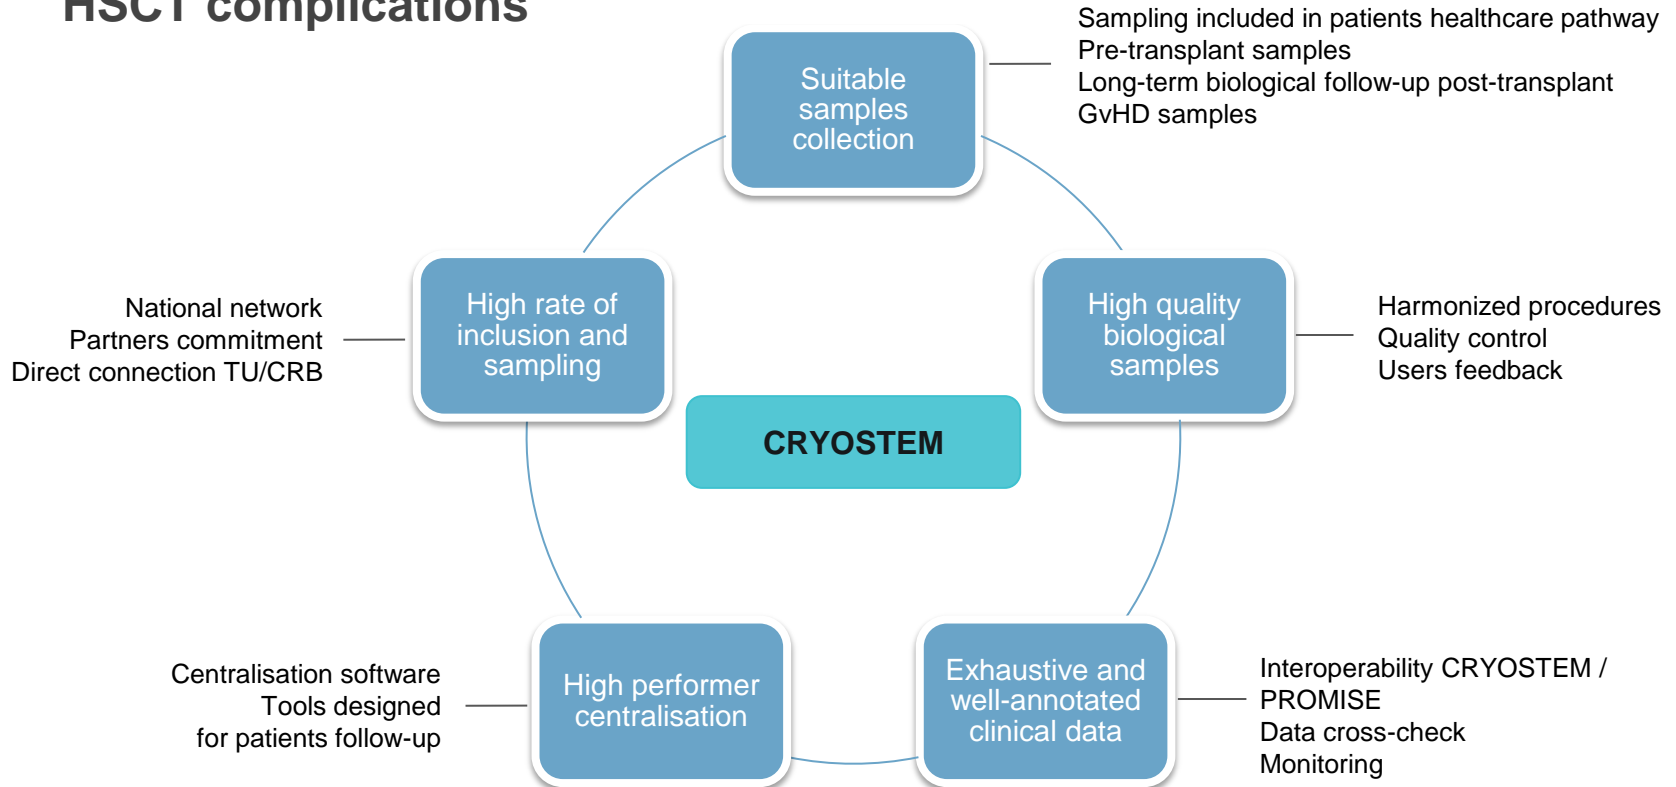 HSCT complications
Sampling included in patients healthcare pathway
Pre-transplant samples
Long-term biological follow-up post-transplant
GvHD samples
Suitable
samples
collection
National network
Partners commitment
Direct connection TU/CRB
High rate of
inclusion and
sampling
High quality
biological
samples
Harmonized procedures
Quality control
Users feedback
CRYOSTEM
Centralisation software
Tools designed
for patients follow-up
High performer
centralisation
Exhaustive and
well-annotated
clinical data
Interoperability CRYOSTEM /
PROMISE
Data cross-check
Monitoring